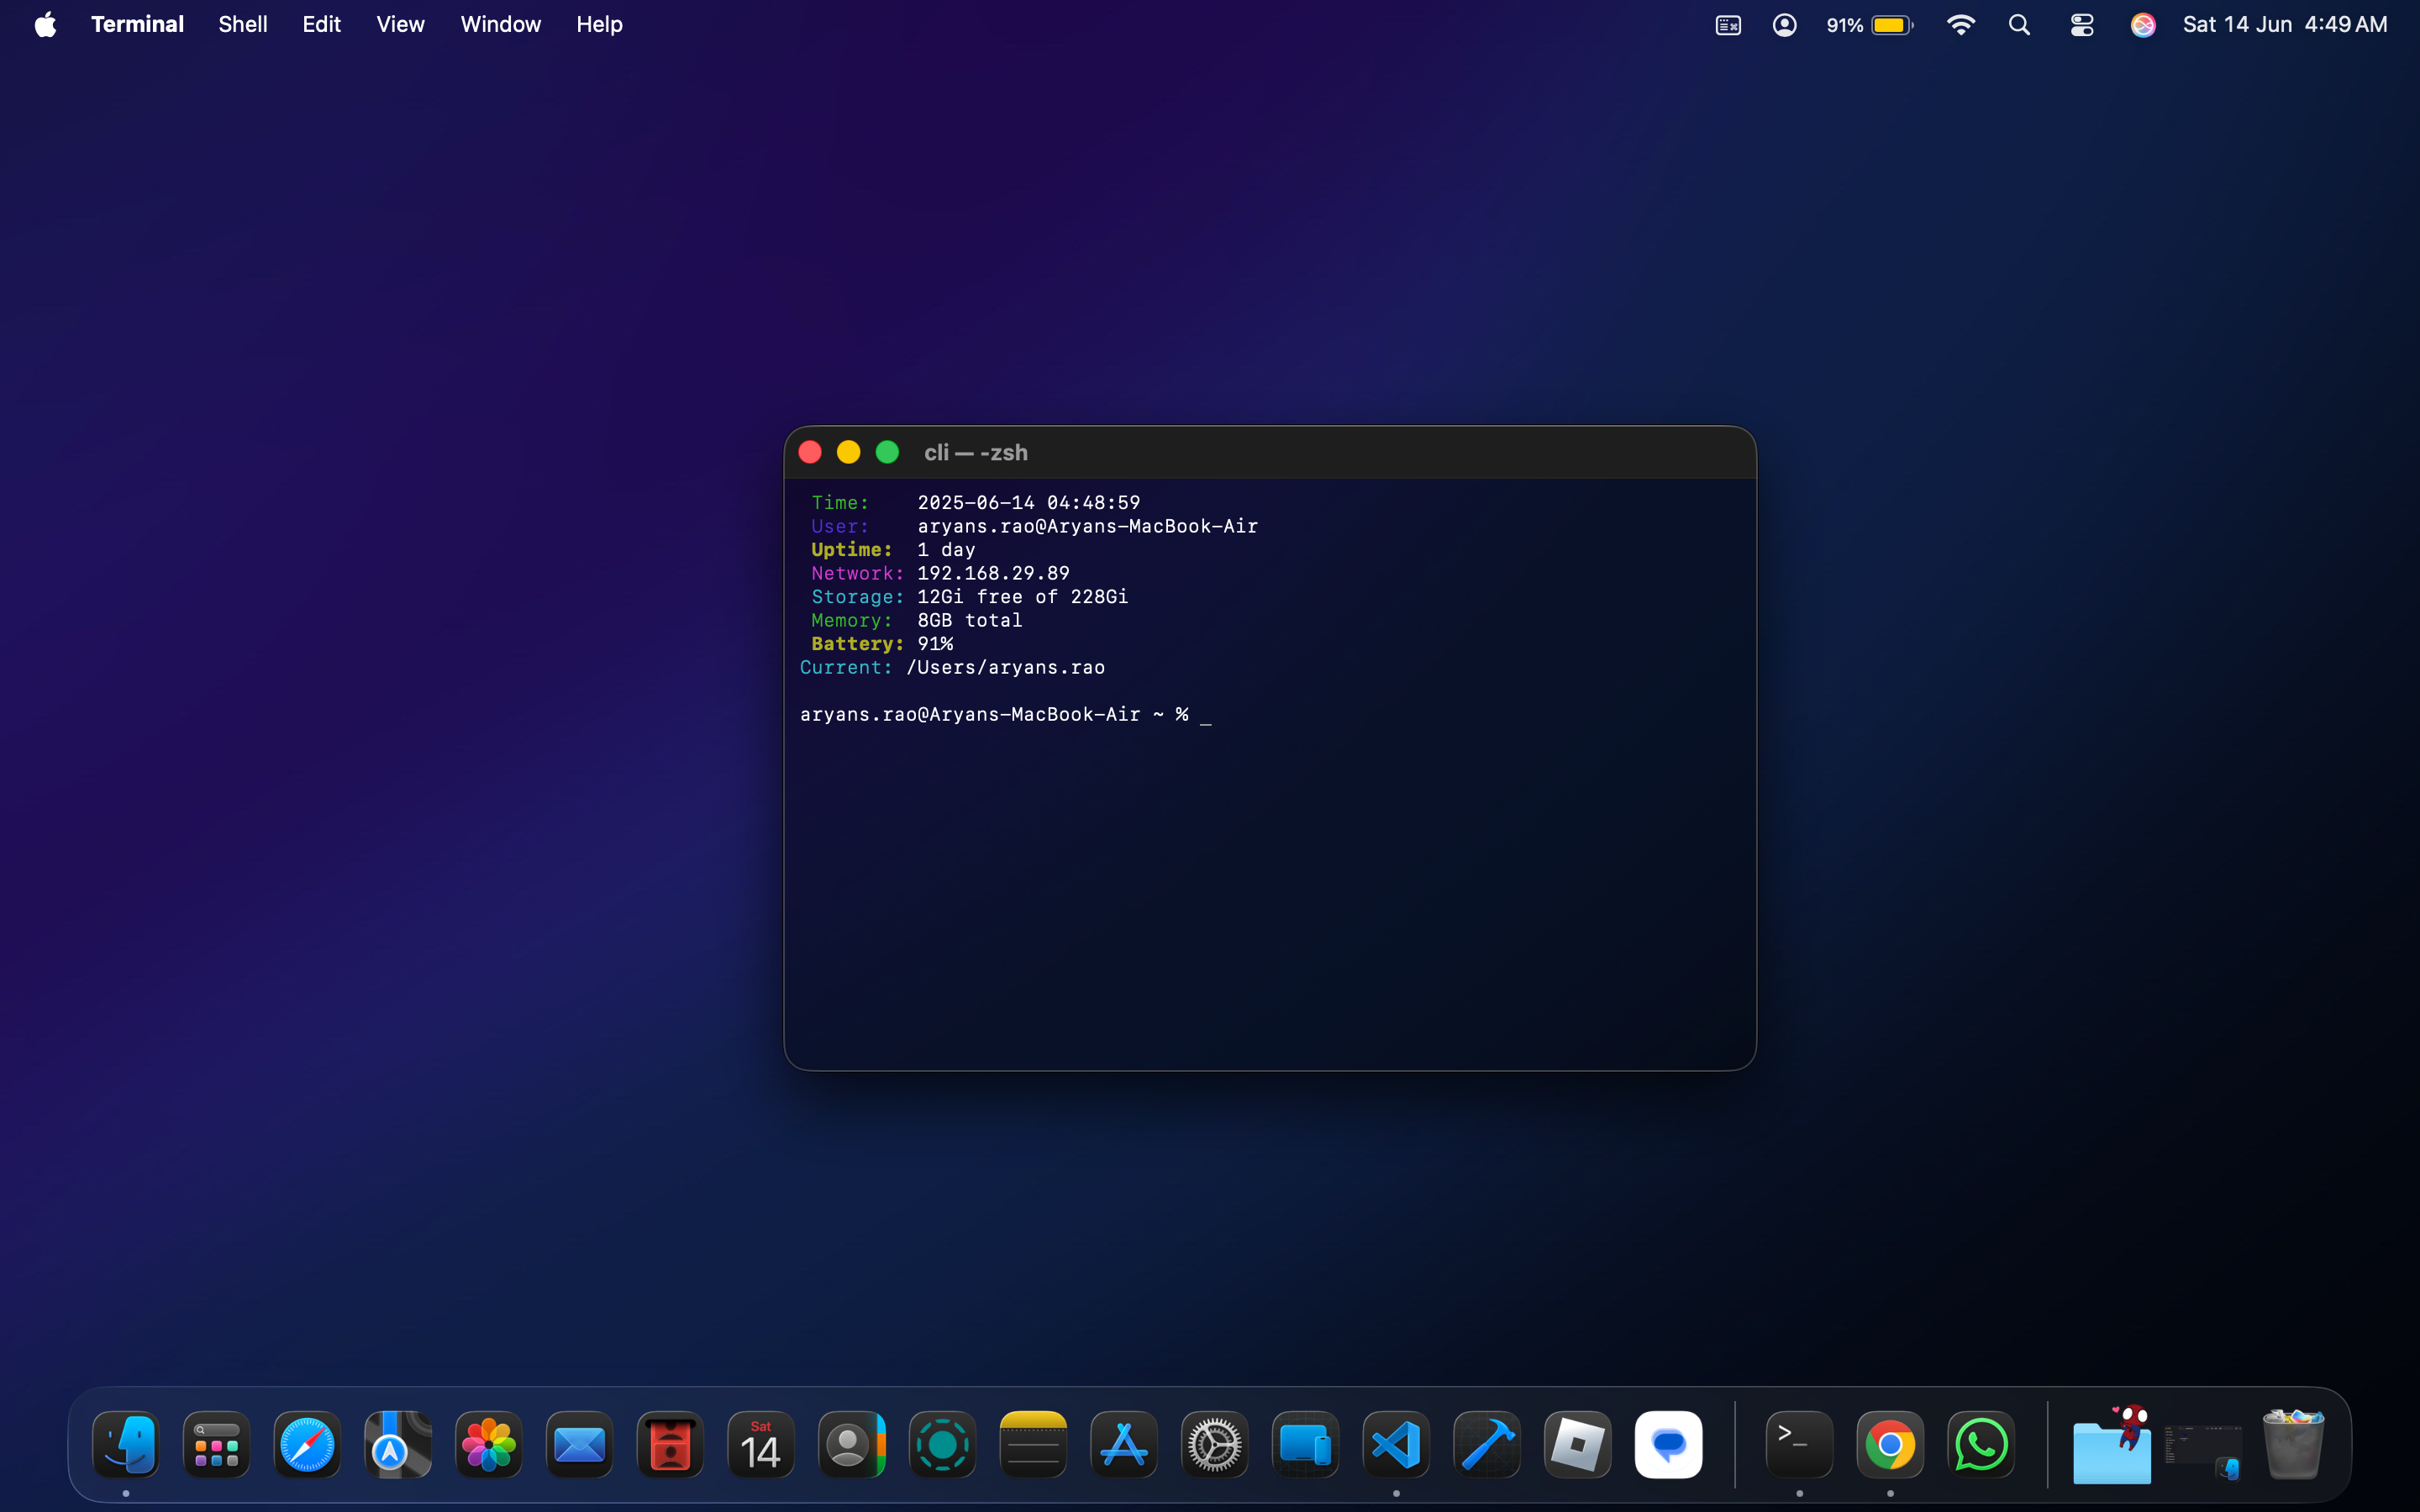 Terminal Shell Edit View Window Help 91% Sat 14 Jun 4:49 AM
cli — -zsh
Time: 2025-06-14 04:48:59
User: aryans.rao@Aryans-MacBook-Air
Uptime: 1 day
Network: 192.168.29.89
Storage: 12Gi free of 228Gi
Memory: 8GB total
Battery: 91%
Current: /Users/aryans.rao
aryans.rao@Aryans-MacBook-Air ~ % _
Sat
14
>_